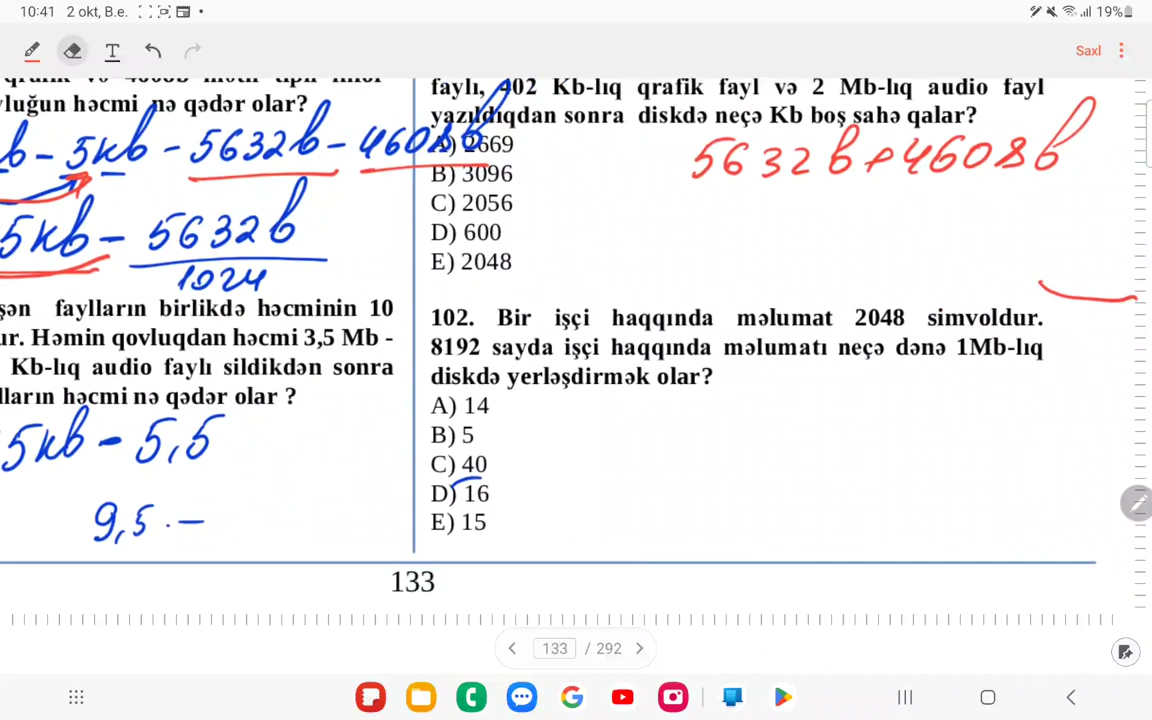 10:41 2 okt, B.e. 19%
T Saxl
yluğun həcmi nə qədər olar?
b - 5kb - 5632b - 4608b
5kb - 5632b
1024
şən faylların birlikdə həcminin 10
ur. Həmin qovluqdan həcmi 3,5 Mb -
Kb-lıq audio faylı sildikdən sonra
lların həcmi nə qədər olar ?
5kb - 5,5
9,5 . -
faylı, 402 Kb-lıq qrafik fayl və 2 Mb-lıq audio fayl
yazıldıqdan sonra diskdə neçə Kb boş sahə qalar?
A) 2669
B) 3096
C) 2056
D) 600
E) 2048
5632b 4608b
102. Bir işçi haqqında məlumat 2048 simvoldur.
8192 sayda işçi haqqında məlumatı neçə dənə 1Mb-lıq
diskdə yerləşdirmək olar?
A) 14
B) 5
C) 40
D) 16
E) 15
133
133 / 292